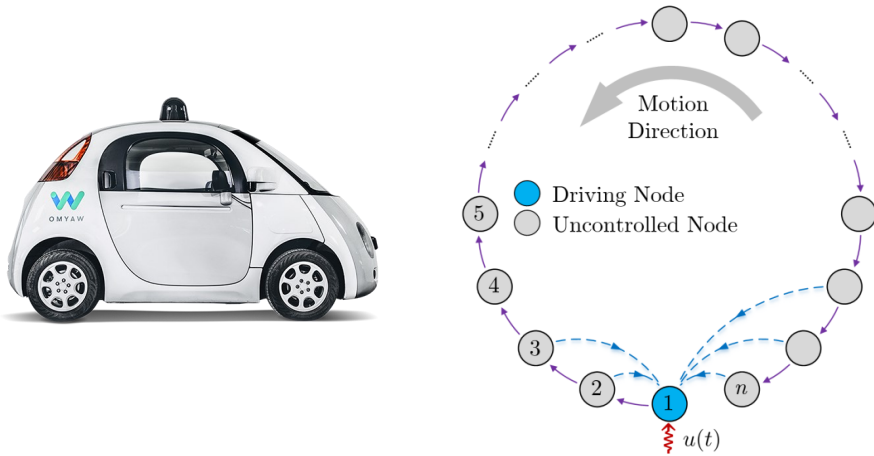 OMYAW
Motion
Direction
Driving Node
Uncontrolled Node
5
4
3
2
1
n
u(t)